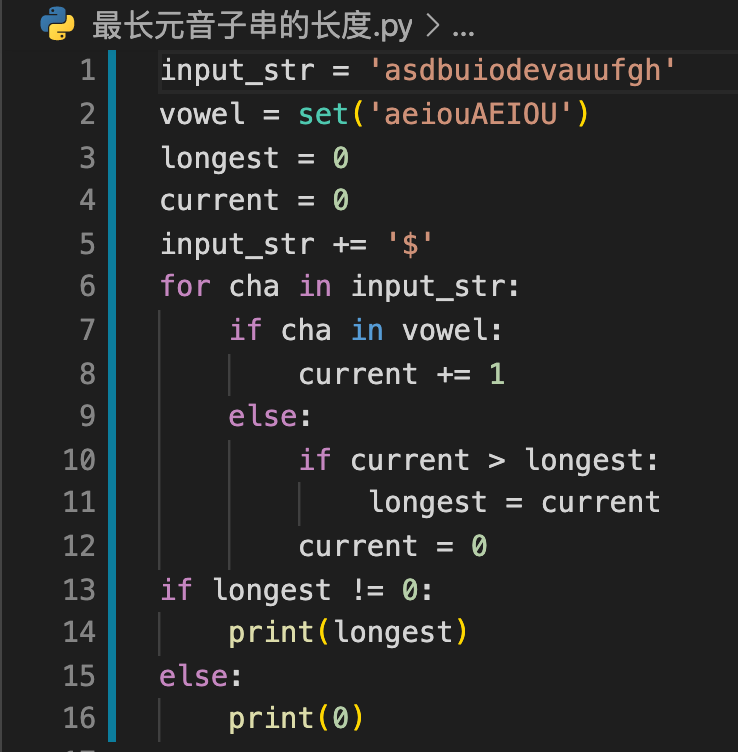 最长元音子串的长度.py > ...
1 input_str = 'asdbuiodevauufgh'
2 vowel = set('aeiouAEIOU')
3 longest = 0
4 current = 0
5 input_str += '$'
6 for cha in input_str:
7     if cha in vowel:
8         current += 1
9     else:
10         if current > longest:
11             longest = current
12         current = 0
13 if longest != 0:
14     print(longest)
15 else:
16     print(0)